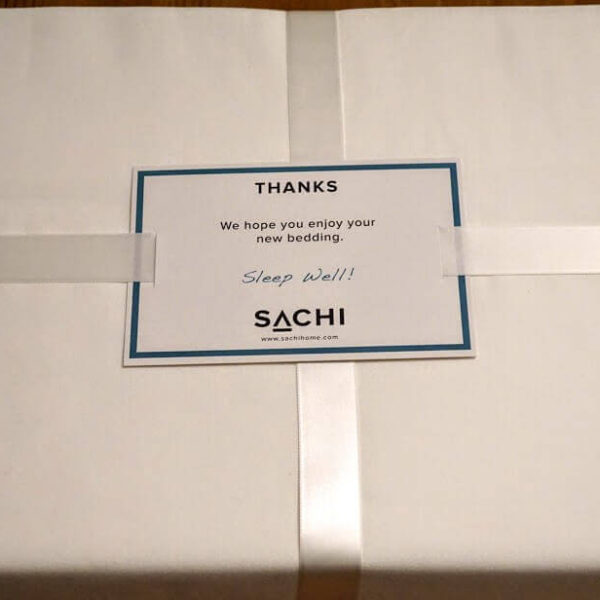 THANKS
We hope you enjoy your
new bedding.
Sleep Well!
SACHI
www.sachihome.com